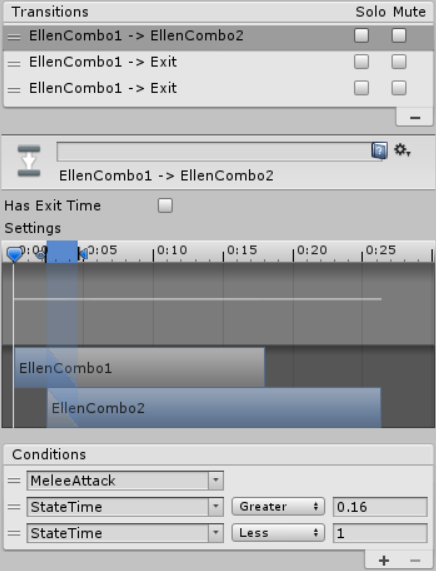 Transitions Solo Mute
EllenCombo1 -> EllenCombo2
EllenCombo1 -> Exit
EllenCombo1 -> Exit
EllenCombo1 -> EllenCombo2
Has Exit Time
Settings
0:00 0:05 0:10 0:15 0:20 0:25
EllenCombo1
EllenCombo2
Conditions
MeleeAttack
StateTime Greater 0.16
StateTime Less 1